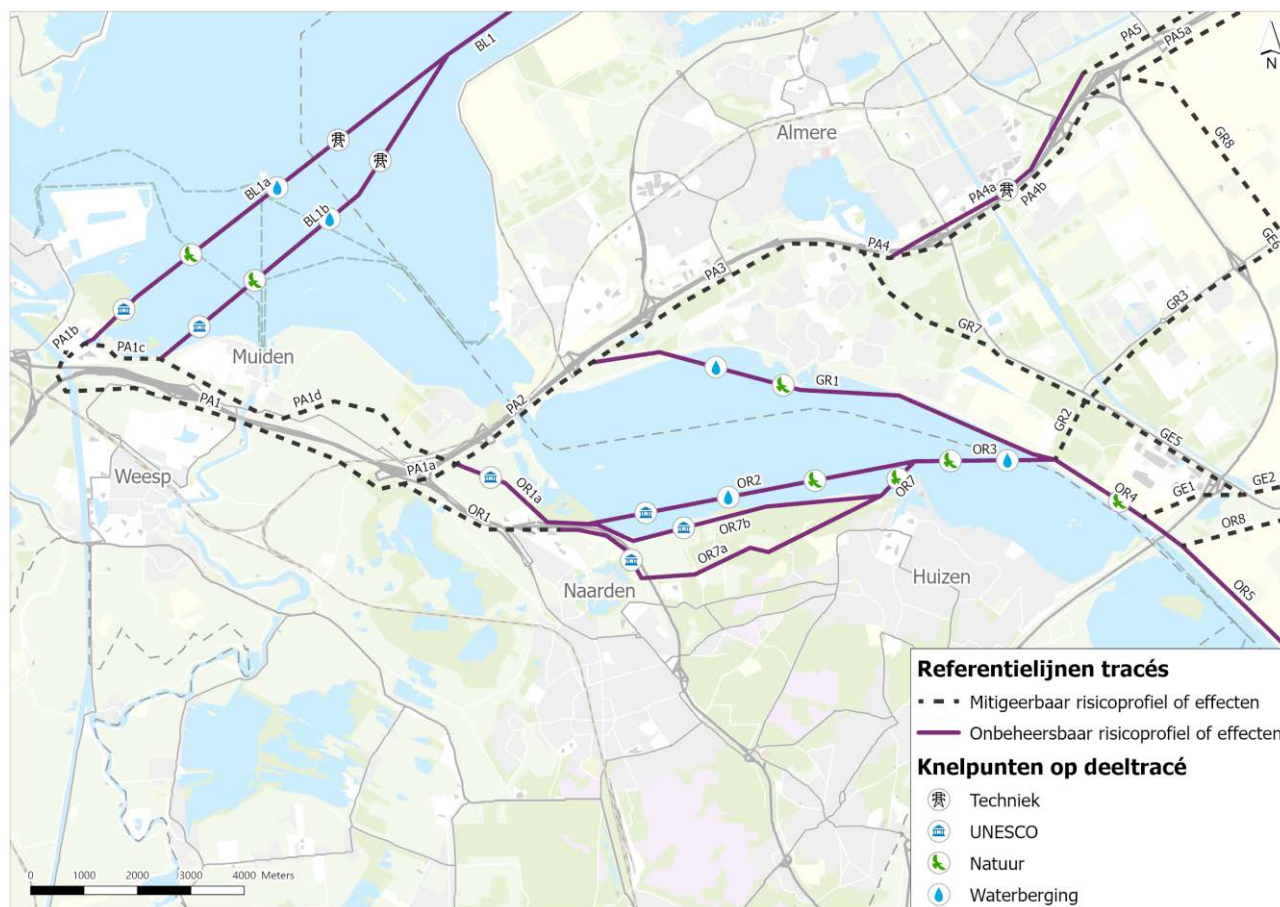 BL1
PA5
PA5a
N
Almere
GR8
BL1a
BL1b
PA4a
PA4b
GE6
PA4
PA3
GR3
PA1b
PA1c
Muiden
GR7
PA1
PA1d
PA2
GR1
GR2
GE5
Weesp
PA1a
OR1a
OR2
OR3
OR7
OR4
GE1
GE2
OR1
OR7b
OR8
OR7a
Naarden
Huizen
OR5
Referentielijnen tracés
Mitigeerbaar risicoprofiel of effecten
Onbeheersbaar risicoprofiel of effecten
Knelpunten op deeltracé
Techniek
UNESCO
Natuur
Waterberging
0 1000 2000 3000 4000 Meters